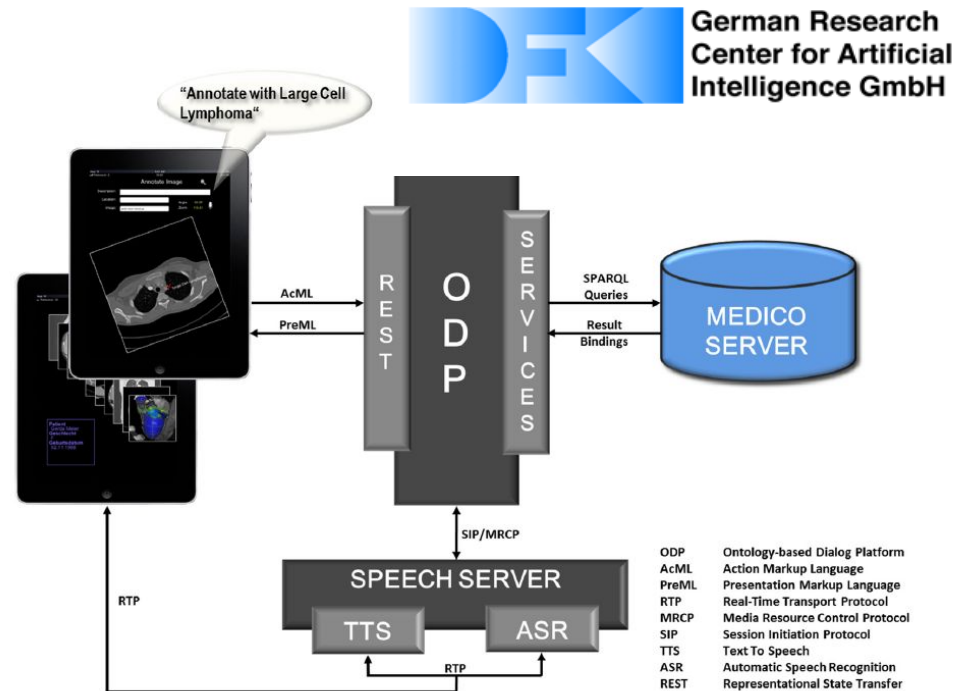 DFK
German Research
Center for Artificial
Intelligence GmbH
“Annotate with Large Cell
Lymphoma“
Annotate Image
AcML
PreML
REST
ODP
SERVICES
SPARQL
Queries
Result
Bindings
MEDICO
SERVER
Patient
SIP/MRCP
SPEECH SERVER
TTS
ASR
RTP
RTP
ODP Ontology-based Dialog Platform
AcML Action Markup Language
PreML Presentation Markup Language
RTP Real-Time Transport Protocol
MRCP Media Resource Control Protocol
SIP Session Initiation Protocol
TTS Text To Speech
ASR Automatic Speech Recognition
REST Representational State Transfer